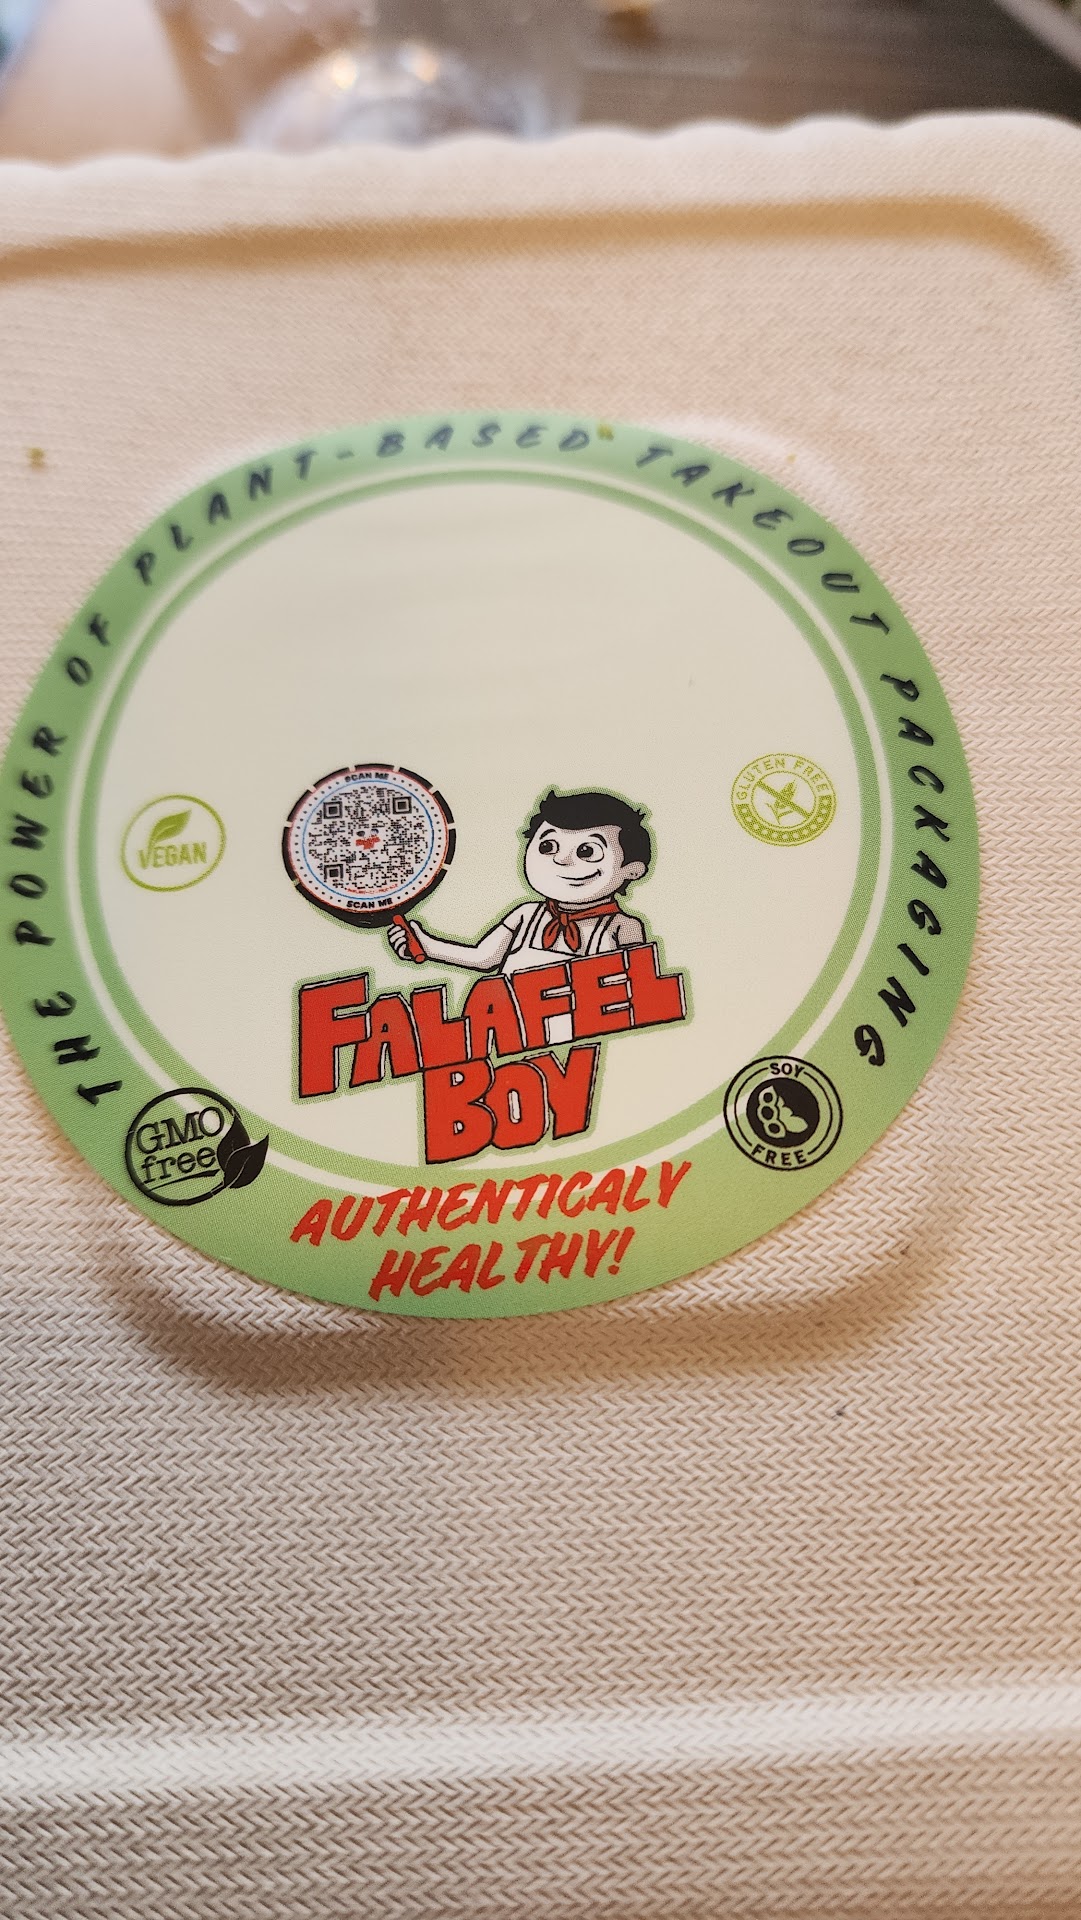 THE POWER OF PLANT-BASED TAKEOUT PACKAGING
SCAN ME
SCAN ME
VEGAN
GLUTEN FREE
FALAFEL
BOY
GMO
free
SOY
FREE
AUTHENTICALY
HEALTHY!